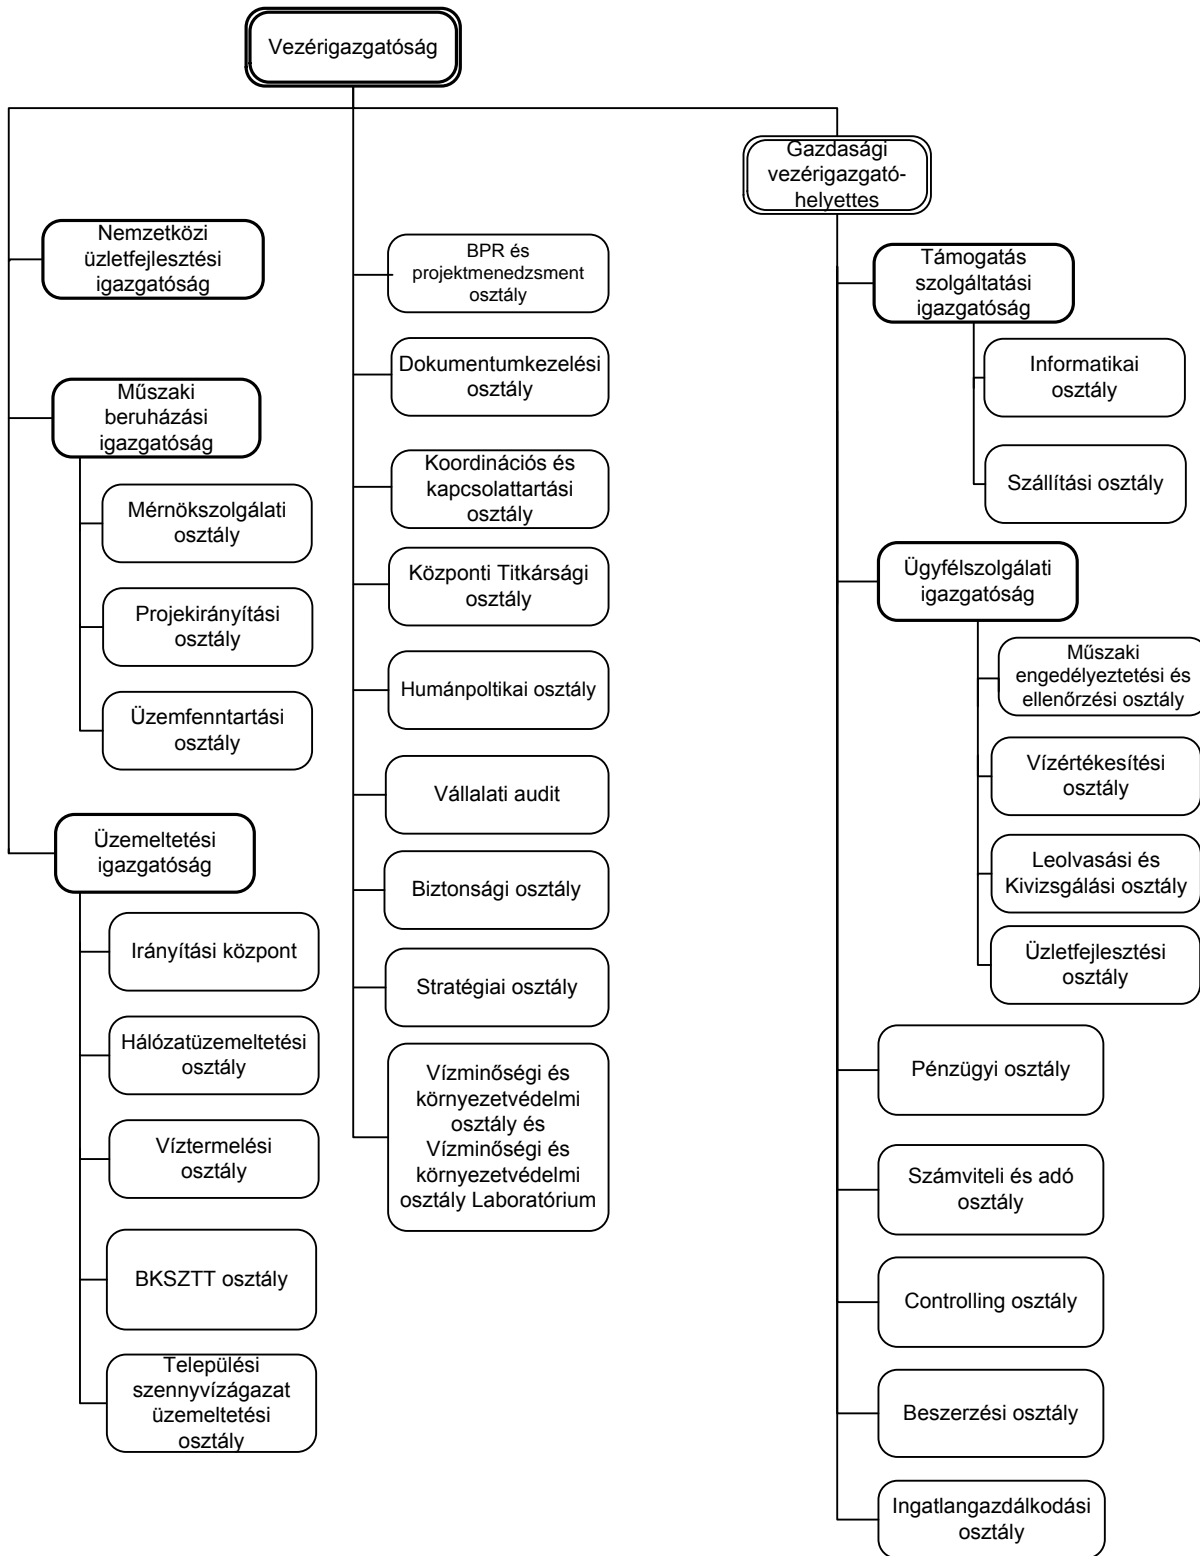 Vezérigazgatóság
Gazdasági
vezérigazgató-
helyettes
Nemzetközi
üzletfejlesztési
igazgatóság
Műszaki
beruházási
igazgatóság
Mérnökszolgálati
osztály
Projekirányítási
osztály
Üzemfenntartási
osztály
Üzemeltetési
igazgatóság
Irányítási központ
Hálózatüzemeltetési
osztály
Víztermelési
osztály
BKSZTT osztály
Települési
szennyvízágazat
üzemeltetési
osztály
BPR és
projektmenedzsment
osztály
Dokumentumkezelési
osztály
Koordinációs és
kapcsolattartási
osztály
Központi Titkársági
osztály
Humánpoltikai osztály
Vállalati audit
Biztonsági osztály
Stratégiai osztály
Vízminőségi és
környezetvédelmi
osztály és
Vízminőségi és
környezetvédelmi
osztály Laboratórium
Támogatás
szolgáltatási
igazgatóság
Informatikai
osztály
Szállítási osztály
Ügyfélszolgálati
igazgatóság
Műszaki
engedélyeztetési és
ellenőrzési osztály
Vízértékesítési
osztály
Leolvasási és
Kivizsgálási osztály
Üzletfejlesztési
osztály
Pénzügyi osztály
Számviteli és adó
osztály
Controlling osztály
Beszerzési osztály
Ingatlangazdálkodási
osztály